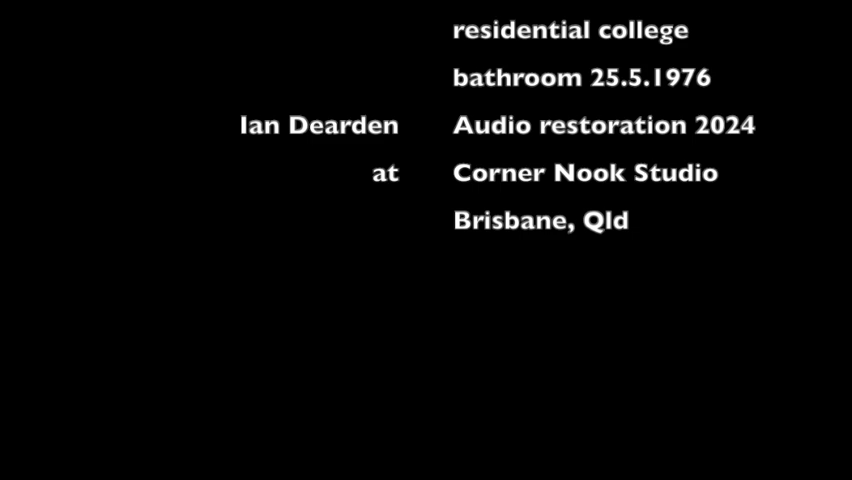 residential college
bathroom 25.5.1976
Ian Dearden Audio restoration 2024
at Corner Nook Studio
Brisbane, Qld